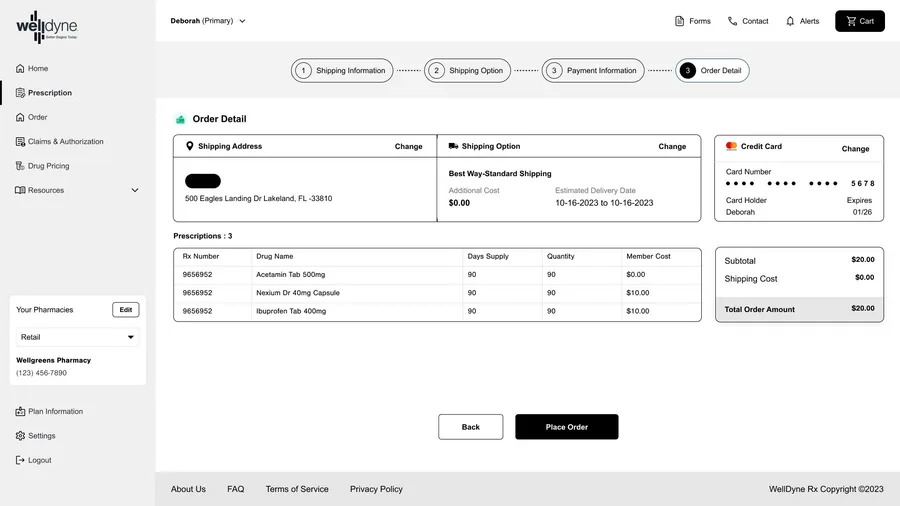 welldyne.
Better Begins Today
Home
Prescription
Order
Claims & Authorization
Drug Pricing
Resources
Your Pharmacies
Edit
Retail
Wellgreens Pharmacy
(123) 456-7890
Plan Information
Settings
Logout
Deborah (Primary)
Forms
Contact
Alerts
Cart
1 Shipping Information
2 Shipping Option
3 Payment Information
3 Order Detail
Order Detail
Shipping Address Change
500 Eagles Landing Dr Lakeland, FL -33810
Shipping Option Change
Best Way-Standard Shipping
Additional Cost Estimated Delivery Date
$0.00 10-16-2023 to 10-16-2023
Credit Card Change
Card Number
5 6 7 8
Card Holder Expires
Deborah 01/26
Prescriptions : 3
Rx Number Drug Name Days Supply Quantity Member Cost
9656952 Acetamin Tab 500mg 90 90 $0.00
9656952 Nexium Dr 40mg Capsule 90 90 $10.00
9656952 Ibuprofen Tab 400mg 90 90 $10.00
Subtotal $20.00
Shipping Cost $0.00
Total Order Amount $20.00
Back
Place Order
About Us FAQ Terms of Service Privacy Policy WellDyne Rx Copyright ©2023